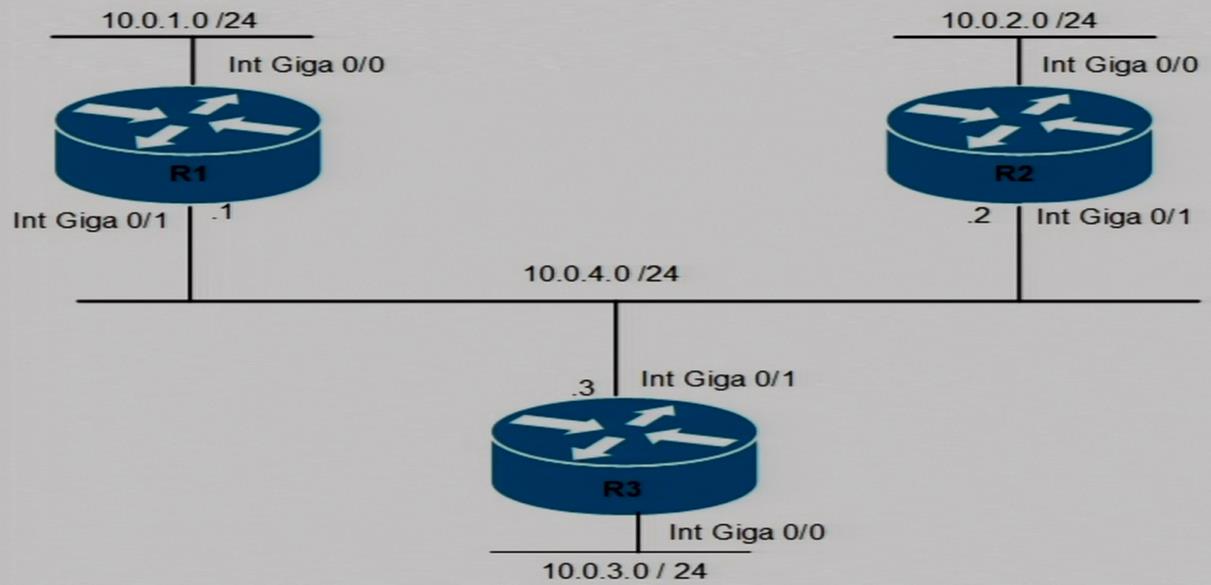 10.0.1.0 /24
10.0.2.0 /24
Int Giga 0/0
Int Giga 0/0
R1
R2
Int Giga 0/1
.1
.2
Int Giga 0/1
10.0.4.0 /24
.3
Int Giga 0/1
R3
Int Giga 0/0
10.0.3.0 / 24